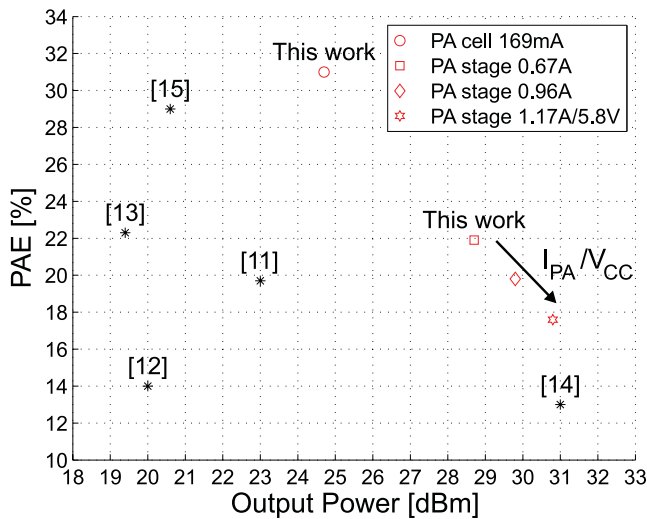 34
32
30
28
26
24
22
20
18
16
14
12
10
PAE [%]
This work
[15]
[13]
[11]
[12]
This work
I_PA /V_CC
[14]
PA cell 169mA
PA stage 0.67A
PA stage 0.96A
PA stage 1.17A/5.8V
18 19 20 21 22 23 24 25 26 27 28 29 30 31 32 33
Output Power [dBm]